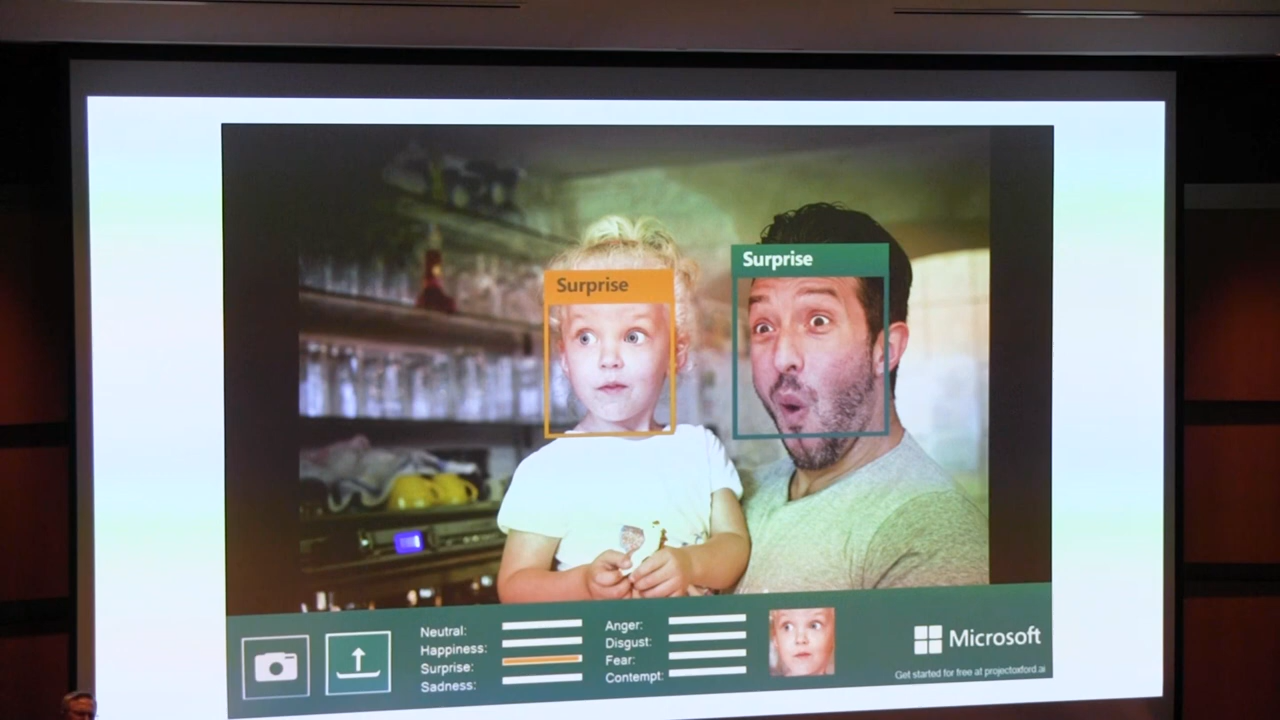 Surprise
Surprise
Neutral:
Happiness:
Surprise:
Sadness:
Anger:
Disgust:
Fear:
Contempt:
Microsoft
Get started for free at projectoxford.ai